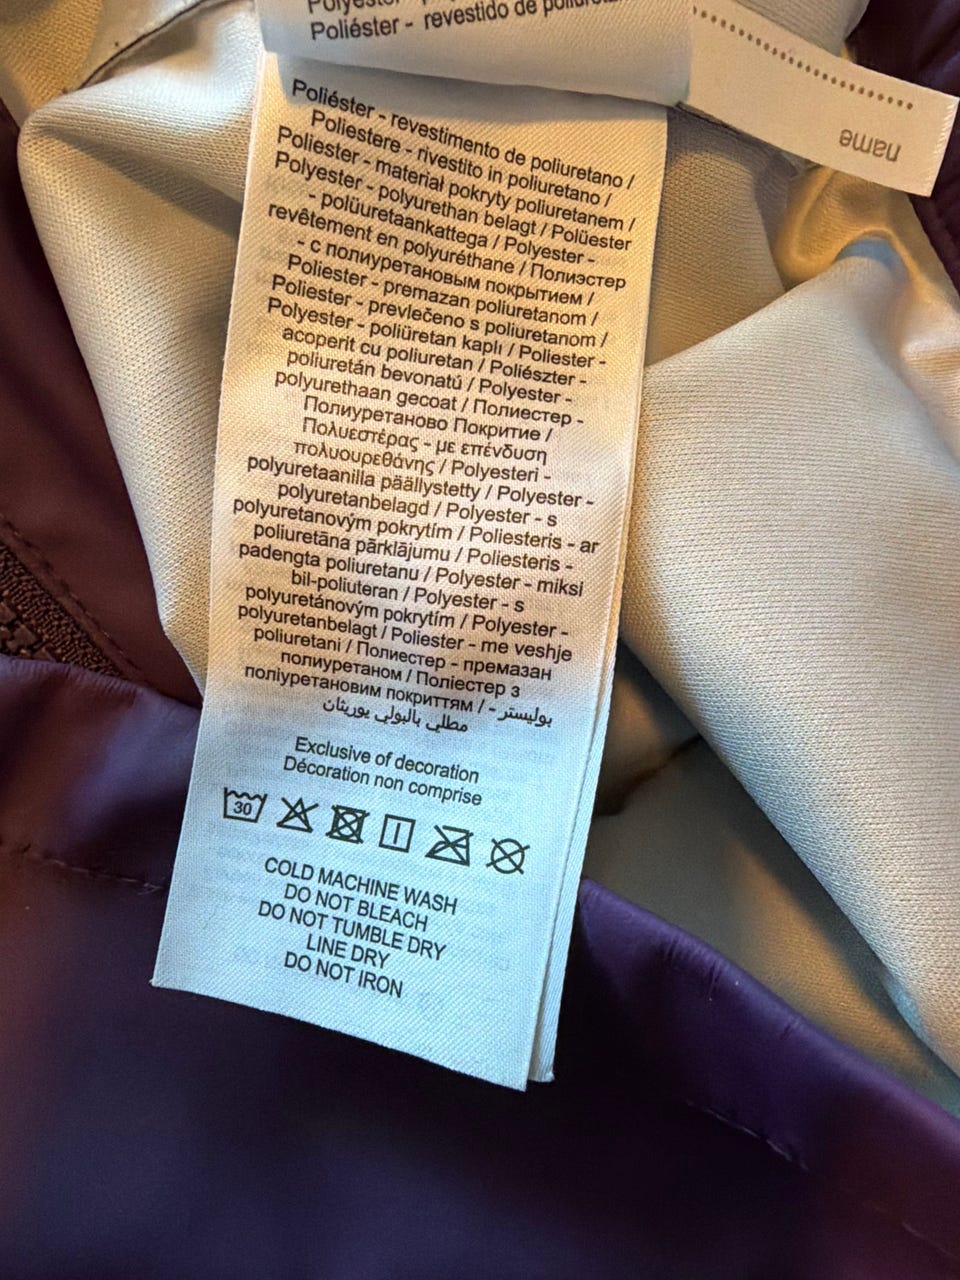 Poliéster - revestido de
name
Poliéster - revestimento de poliuretano /
Poliestere - rivestito in poliuretano /
Poliester - materiał pokryty poliuretanem /
Polyester - polyurethan belagt / Polüester
- polüuretaankattega / Polyester -
revêtement en polyuréthane / Полиэстер
- с полиуретановым покрытием /
Poliester - premazan poliuretanom /
Poliester - prevlečeno s poliuretanom /
Polyester - poliüretan kaplı / Poliester -
acoperit cu poliuretan / Poliészter -
poliuretán bevonatú / Polyester -
polyurethaan gecoat / Полиестер -
Полиуретаново Покритие /
Πολυεστέρας - με επένδυση
πολυουρεθάνης / Polyesteri -
polyuretaanilla päällystetty / Polyester -
polyuretanbelagd / Polyester - s
polyuretanovým pokrytím / Poliesteris - ar
poliuretāna pārklājumu / Poliesteris -
padengta poliuretanu / Polyester - miksi
bil-poliuteran / Polyester - s
polyuretánovým pokrytím / Polyester -
polyuretanbelagt / Poliester - me veshje
poliuretani / Полиестер - премазан
полиуретаном / Поліестер з
поліуретановим покриттям / - بوليستر
مطلي بالبولي يوريثان
Exclusive of decoration
Décoration non comprise
30
COLD MACHINE WASH
DO NOT BLEACH
DO NOT TUMBLE DRY
LINE DRY
DO NOT IRON